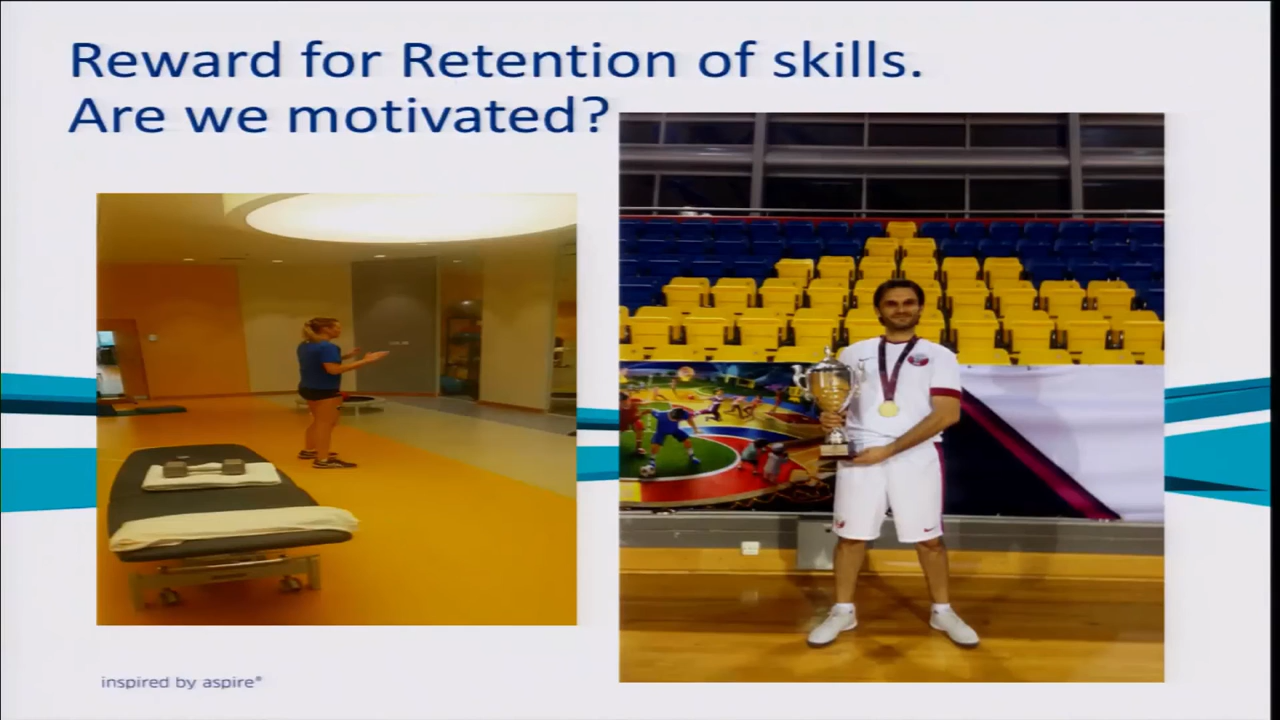 Reward for Retention of skills.
Are we motivated?
inspired by aspire®